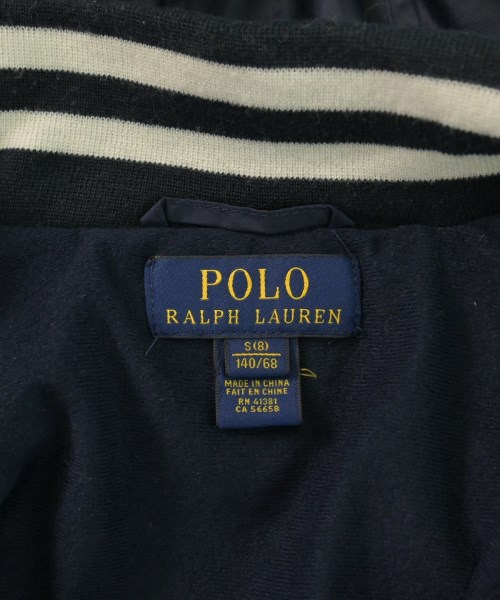 POLO
RALPH LAUREN
S(8)
140/68
MADE IN CHINA
FAIT EN CHINE
RN 41381
CA 56658